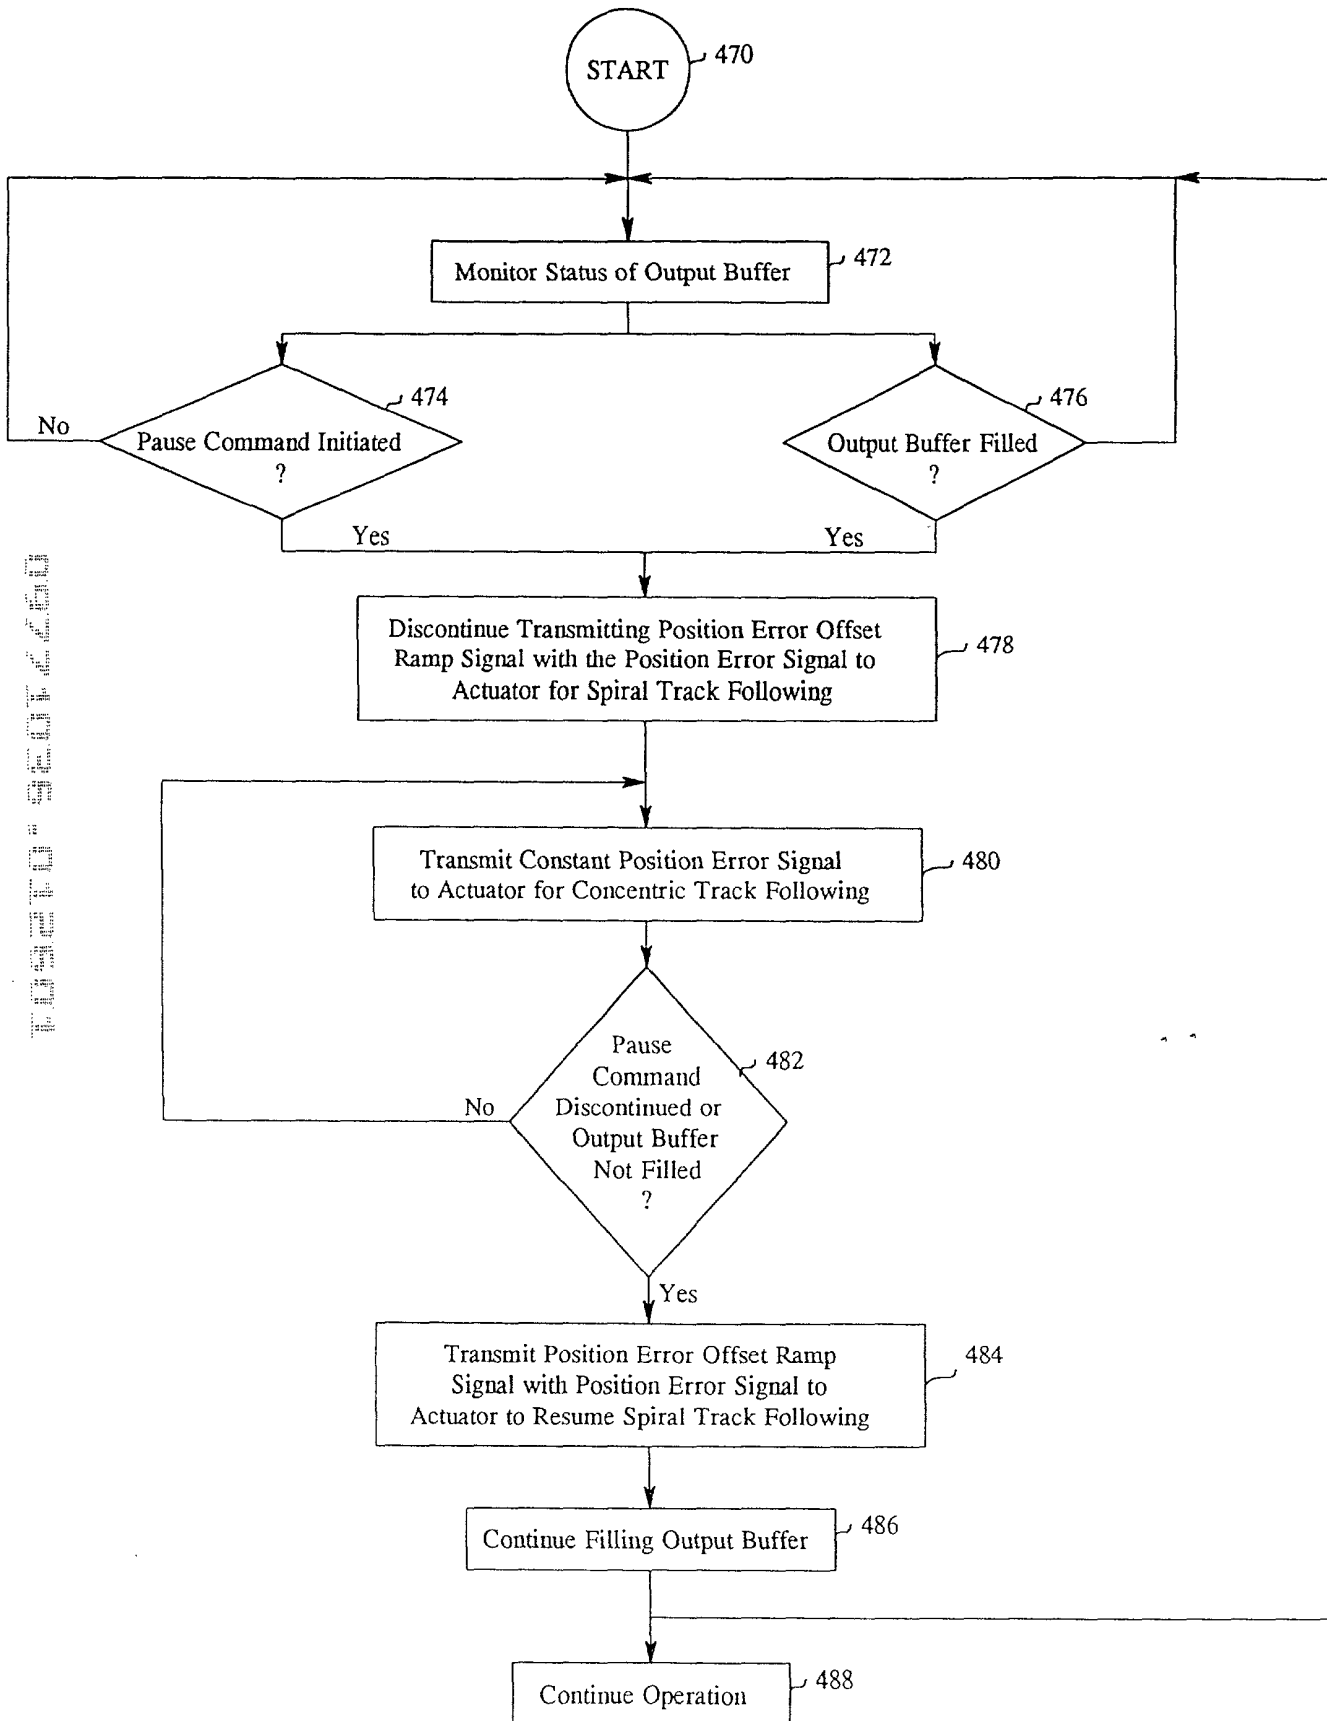 START
470
Monitor Status of Output Buffer
472
474
476
No
Pause Command Initiated
?
Output Buffer Filled
?
Yes
Yes
Discontinue Transmitting Position Error Offset
Ramp Signal with the Position Error Signal to
Actuator for Spiral Track Following
478
Transmit Constant Position Error Signal
to Actuator for Concentric Track Following
480
Pause
Command
Discontinued or
Output Buffer
Not Filled
?
482
No
Yes
Transmit Position Error Offset Ramp
Signal with Position Error Signal to
Actuator to Resume Spiral Track Following
484
Continue Filling Output Buffer
486
Continue Operation
488